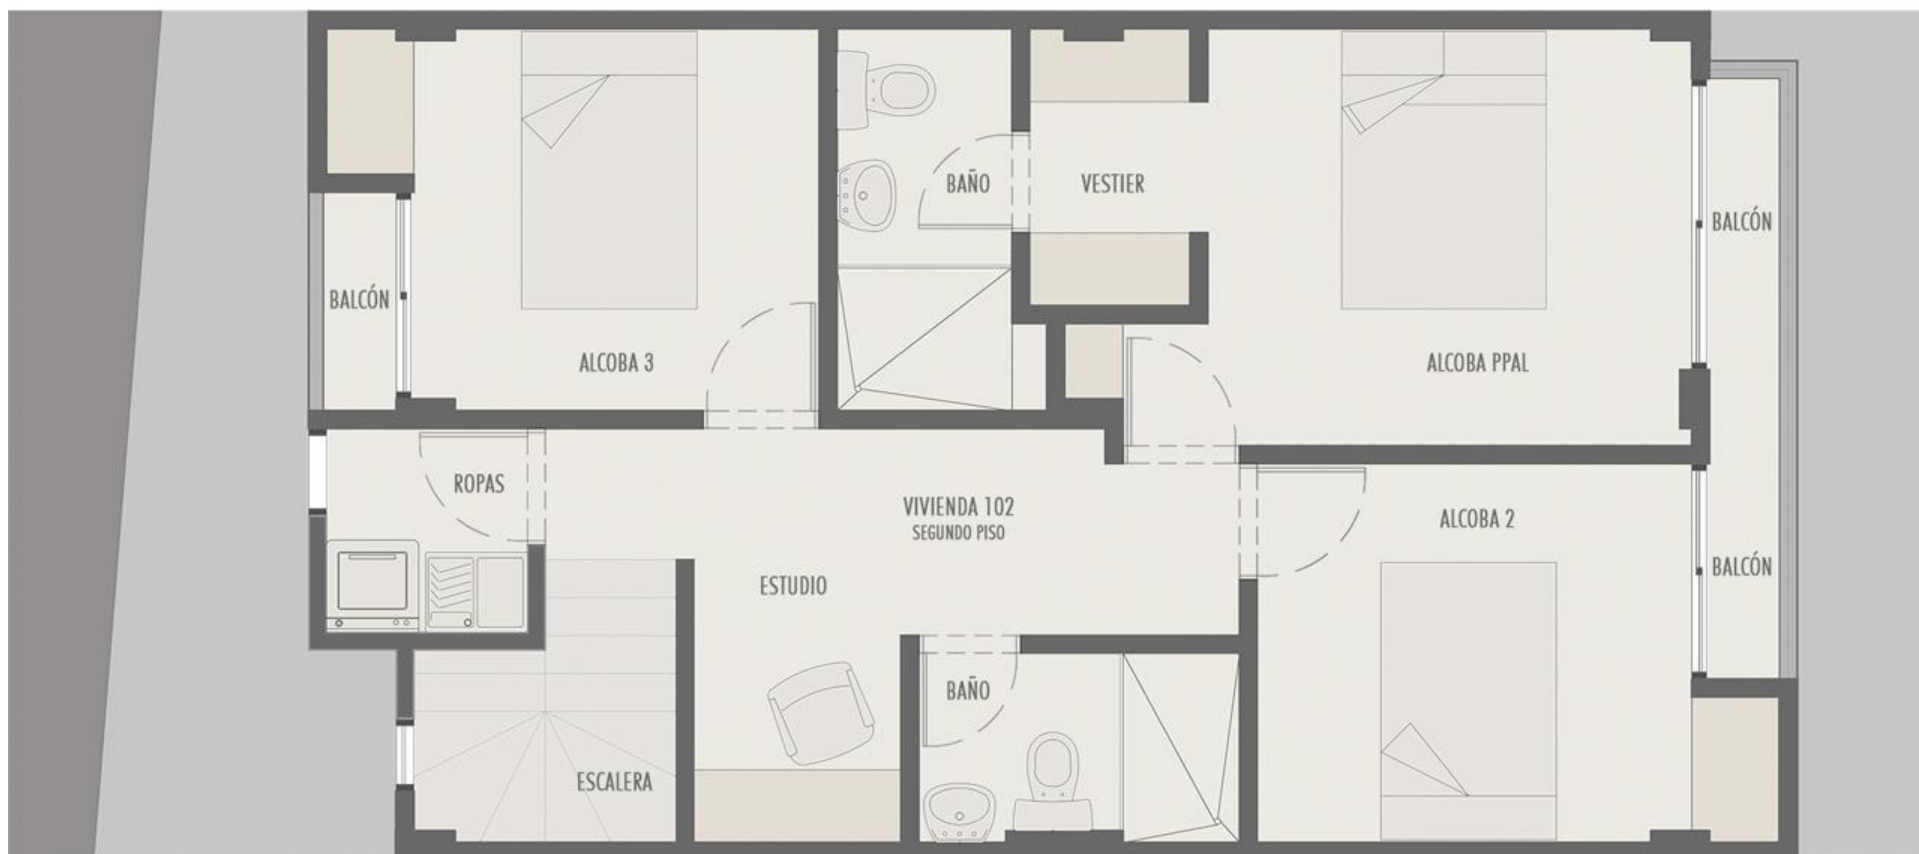 BAÑO
VESTIER
BALCÓN
BALCÓN
ALCOBA 3
ALCOBA PPAL
ROPAS
VIVIENDA 102
SEGUNDO PISO
ALCOBA 2
ESTUDIO
BALCÓN
BAÑO
ESCALERA